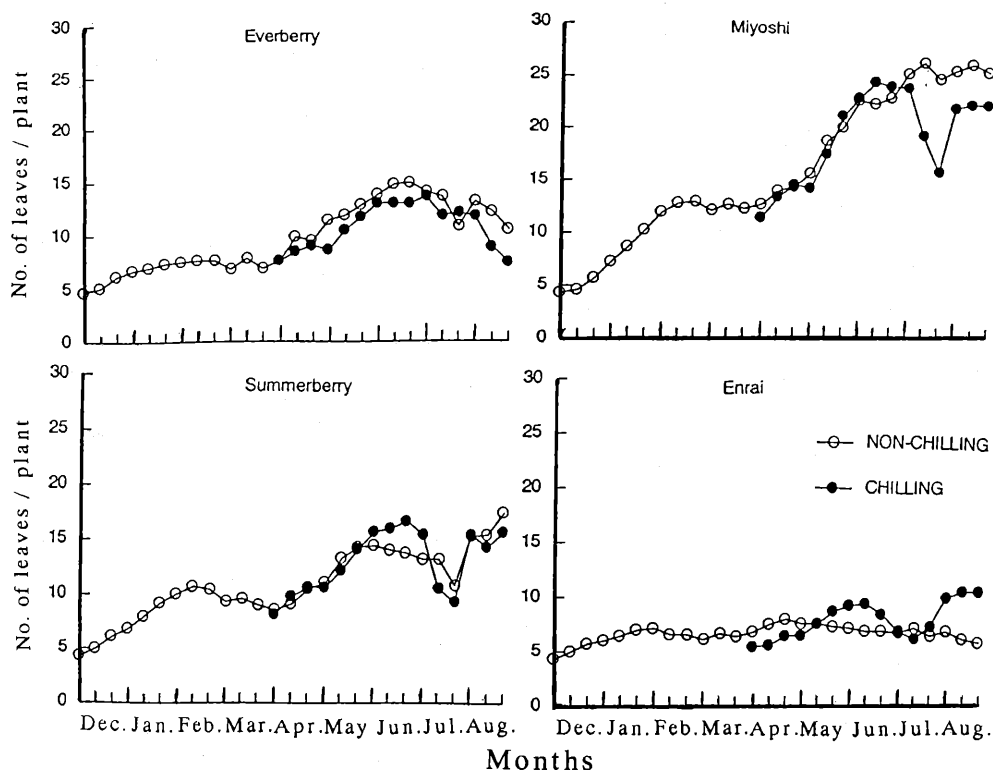 Everberry
30
25
20
15
10
5
0
No. of leaves / plant
Miyoshi
30
25
20
15
10
5
0
Summerberry
30
25
20
15
10
5
0
No. of leaves / plant
Dec. Jan. Feb. Mar. Apr. May Jun. Jul. Aug.
Enrai
30
25
20
15
10
5
0
NON-CHILLING
CHILLING
Dec. Jan. Feb. Mar. Apr. May Jun. Jul. Aug.
Months